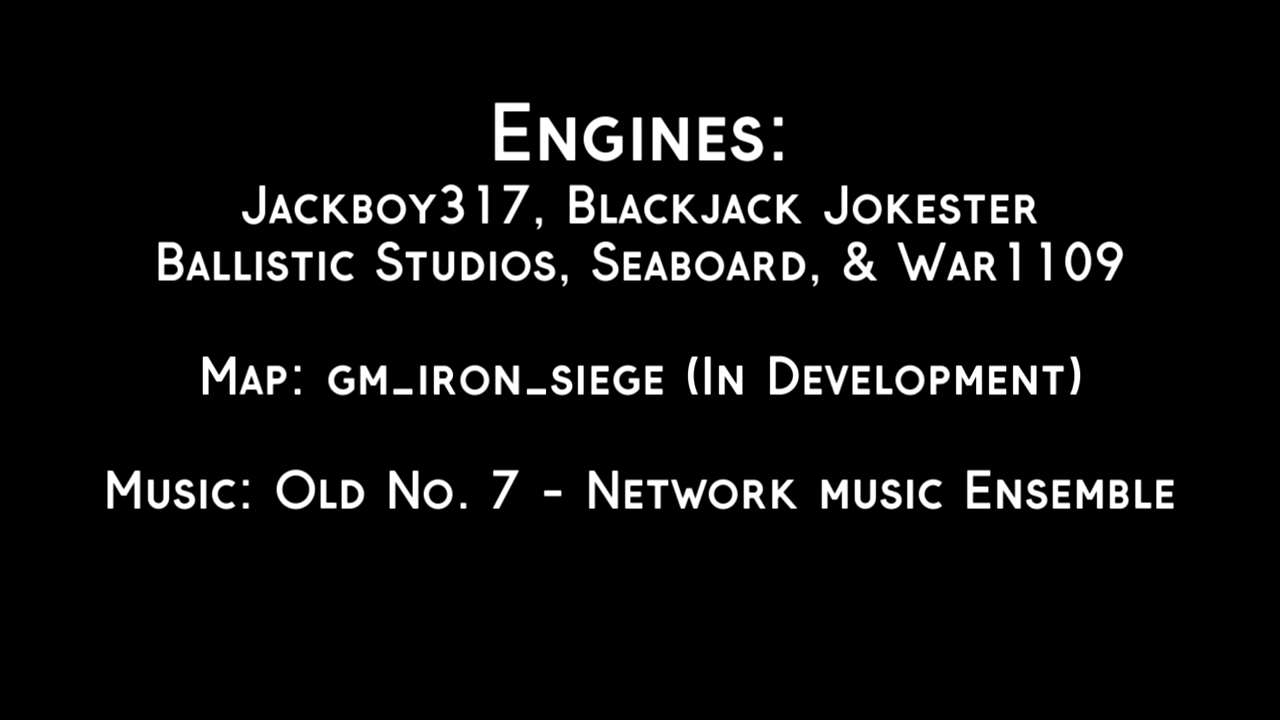 Engines:
Jackboy317, Blackjack Jokester
Ballistic Studios, Seaboard, & War1109
Map: gm_iron_siege (In Development)
Music: Old No. 7 - Network music Ensemble